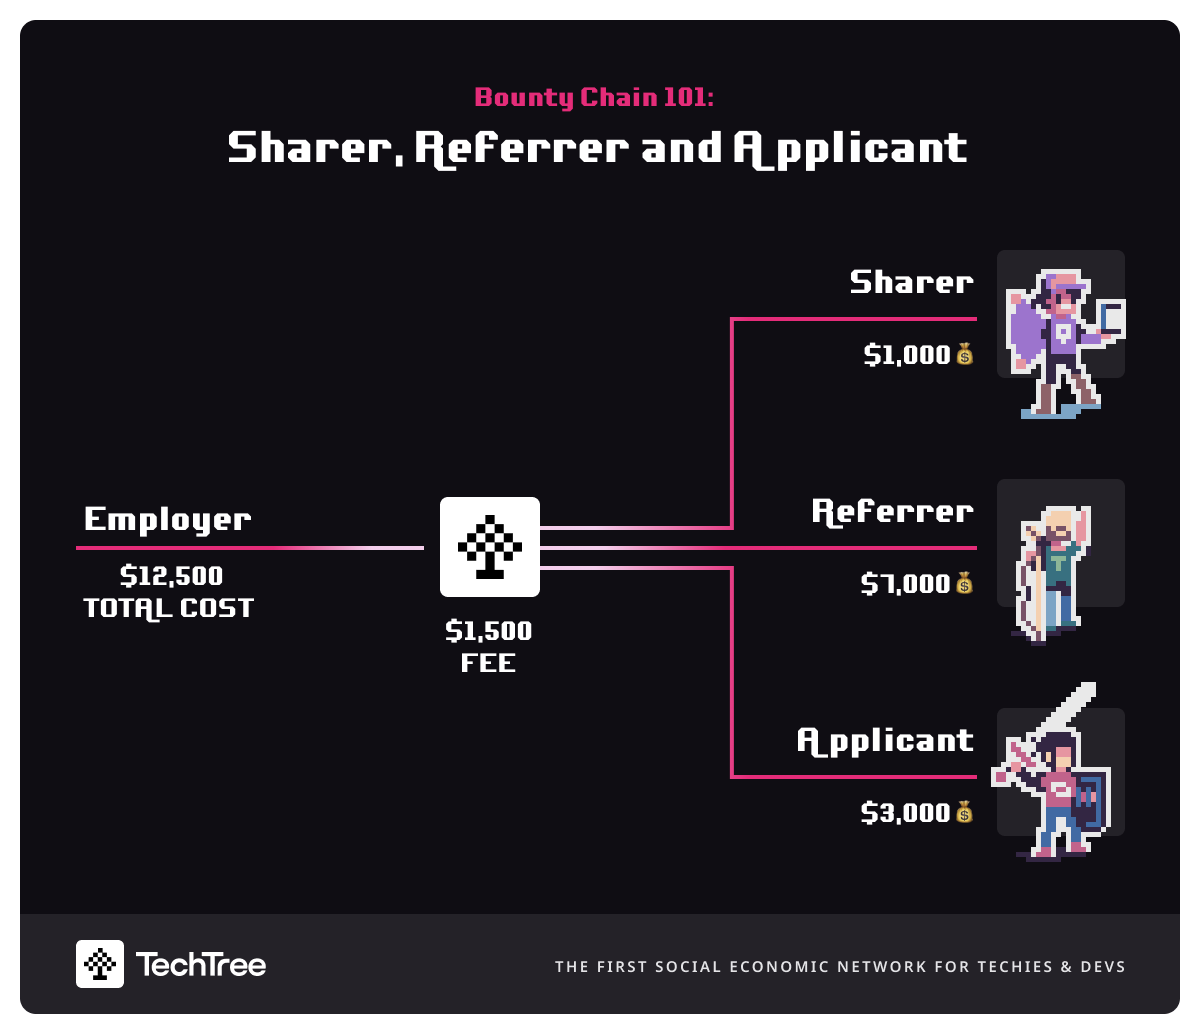 Bounty Chain 101:
Sharer, Referrer and Applicant
Sharer
$1,000
Employer
$12,500
TOTAL COST
$1,500
FEE
Referrer
$7,000
Applicant
$3,000
TechTree
THE FIRST SOCIAL ECONOMIC NETWORK FOR TECHIES & DEVS